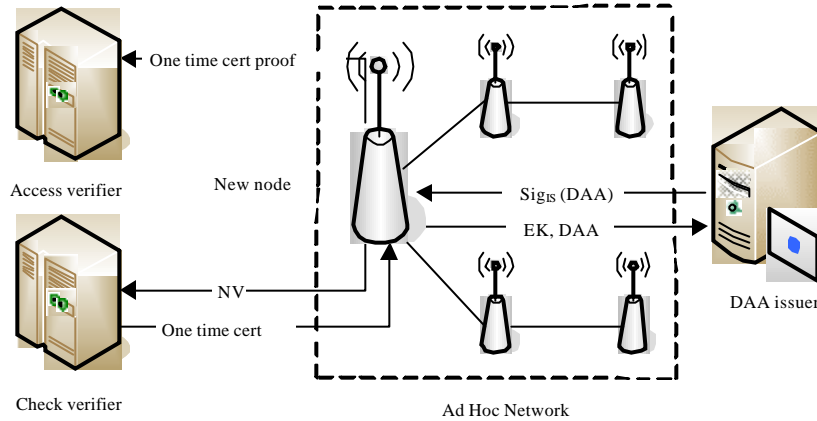 One time cert proof
Access verifier
New node
Sig_IS (DAA)
EK, DAA
NV
DAA issuer
One time cert
Check verifier
Ad Hoc Network